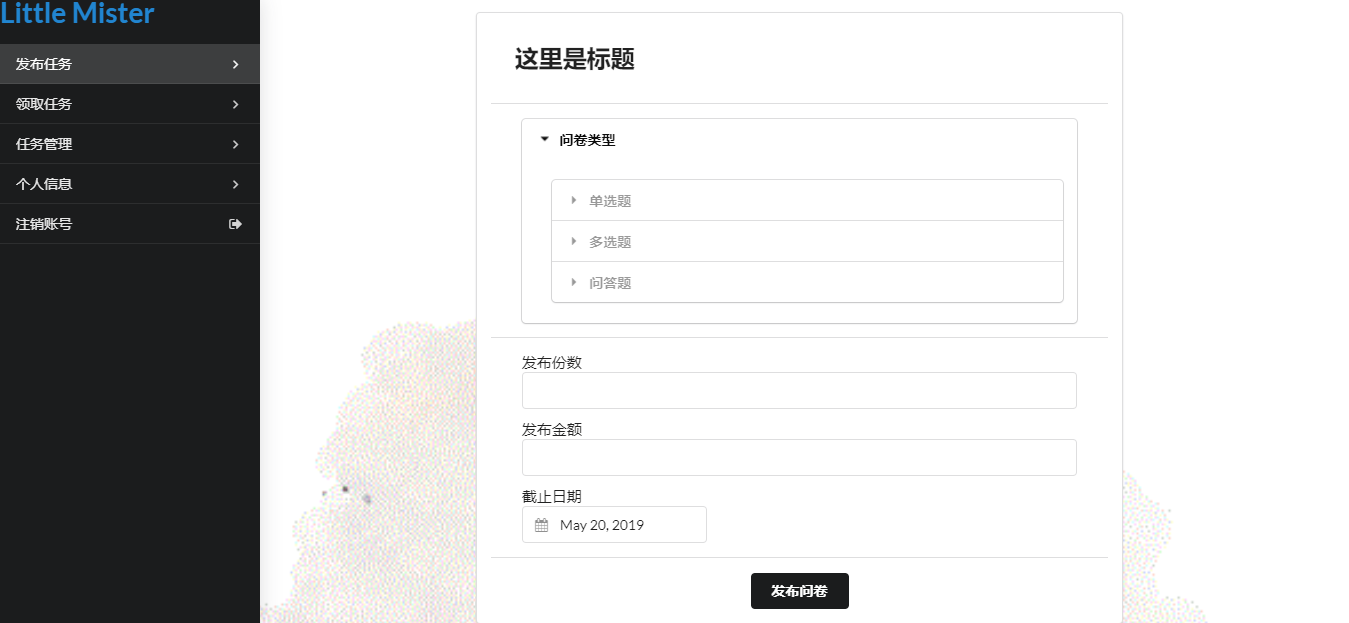 Little Mister
发布任务
领取任务
任务管理
个人信息
注销账号
这里是标题
问卷类型
单选题
多选题
问答题
发布份数
发布金额
截止日期
May 20, 2019
发布问卷